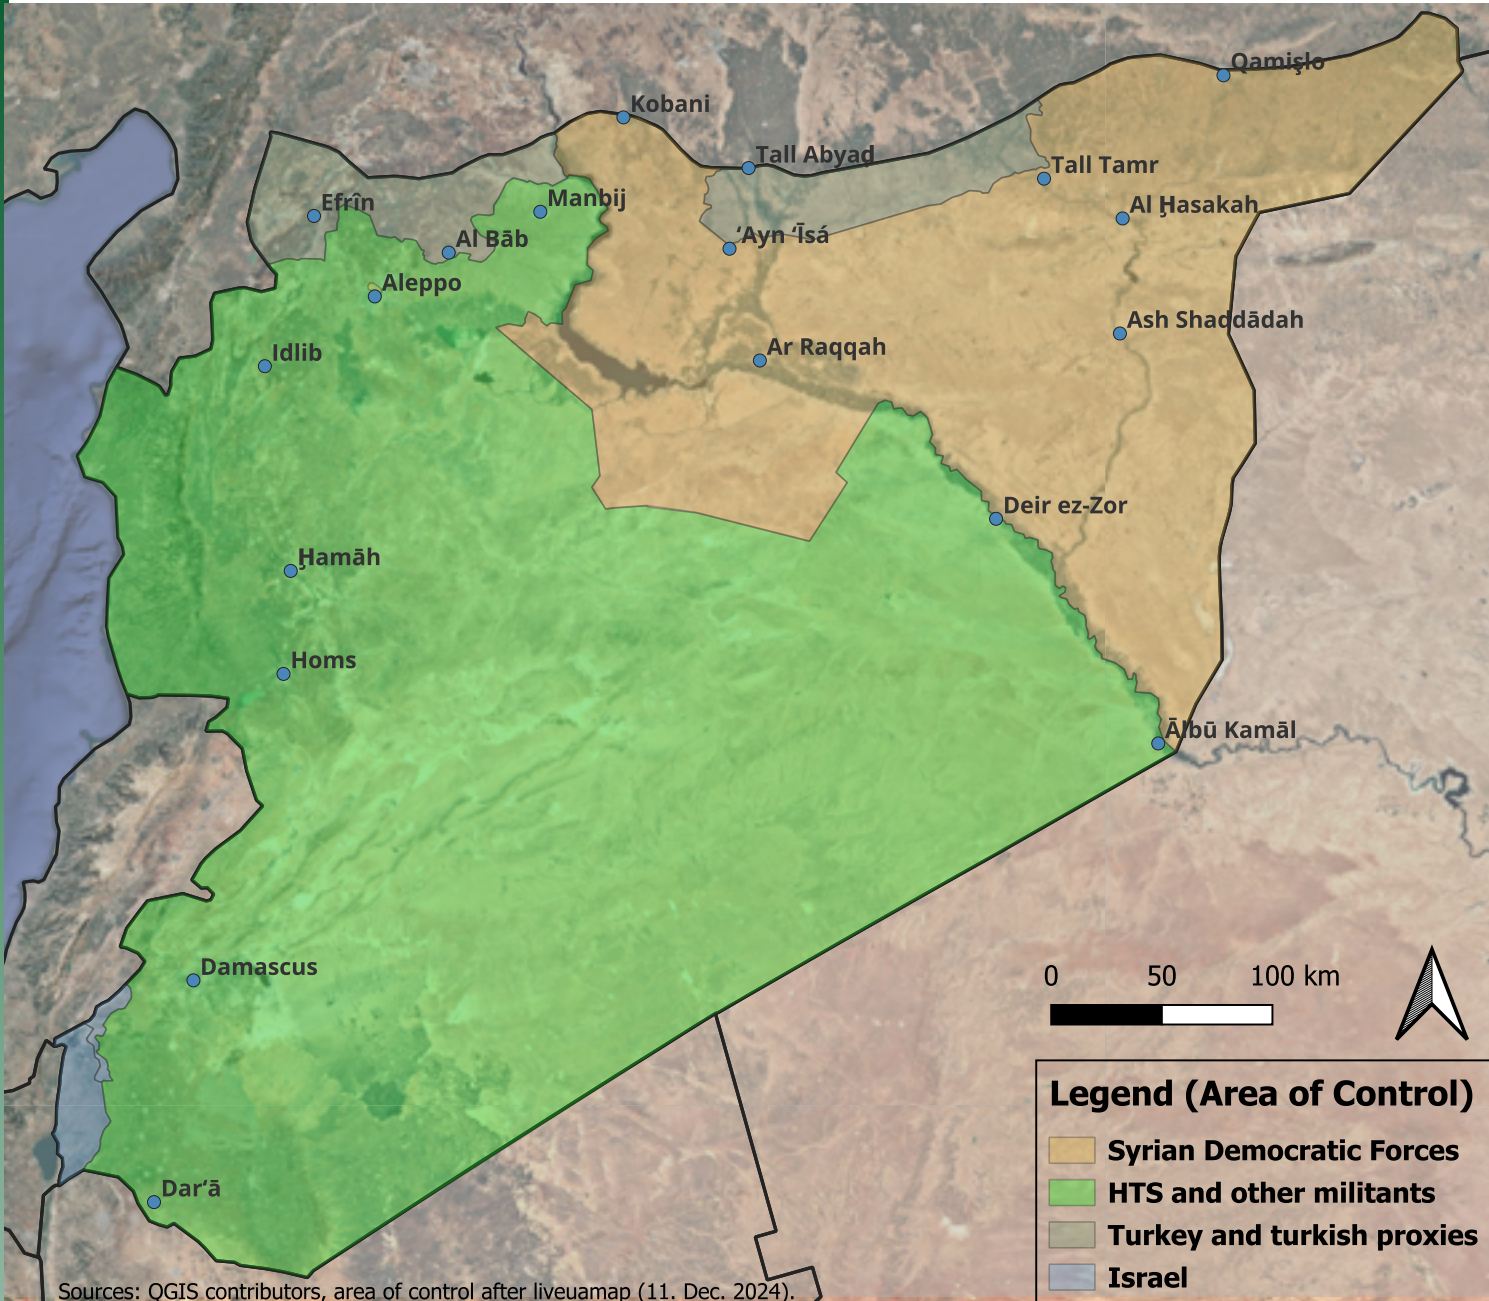 Qamişlo
Kobani
Tall Abyad
Tall Tamr
Efrîn
Manbij
Al Ḩasakah
Al Bāb
‘Ayn ‘Īsá
Aleppo
Ash Shaddādah
Idlib
Ar Raqqah
Deir ez-Zor
Ḩamāh
Homs
Ālbū Kamāl
Damascus
0 50 100 km
Legend (Area of Control)
Syrian Democratic Forces
HTS and other militants
Dar‘ā
Turkey and turkish proxies
Israel
Sources: QGIS contributors, area of control after liveuamap (11. Dec. 2024).